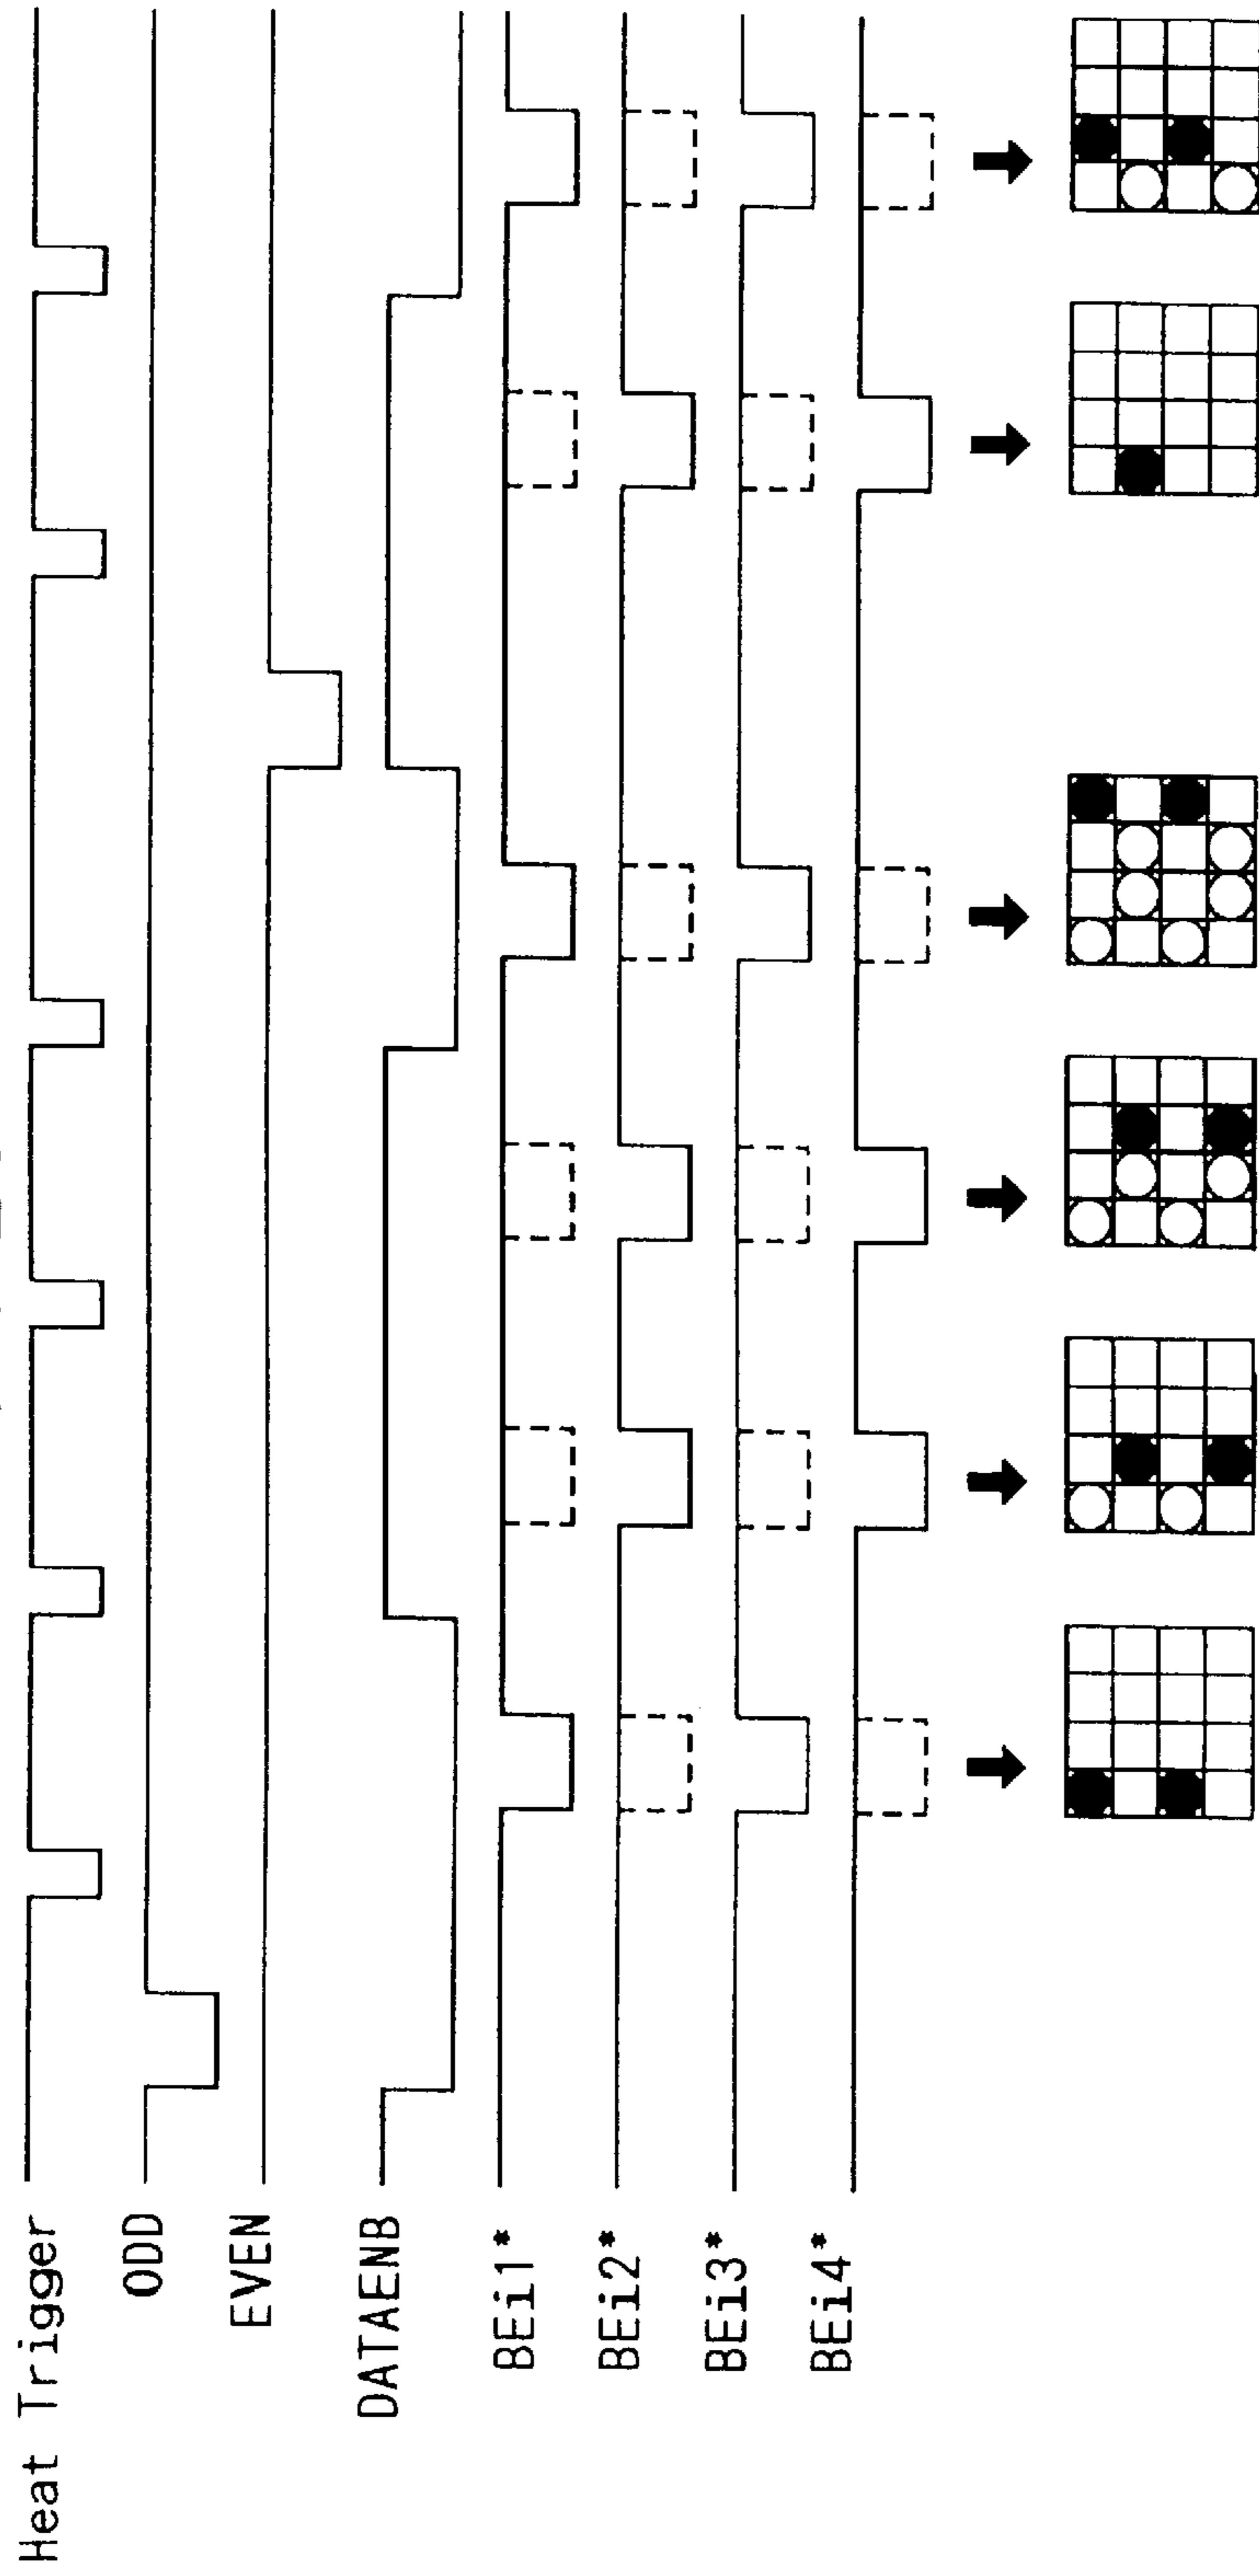 Heat Trigger
ODD
EVEN
DATAENB
BEi1*
BEi2*
BEi3*
BEi4*